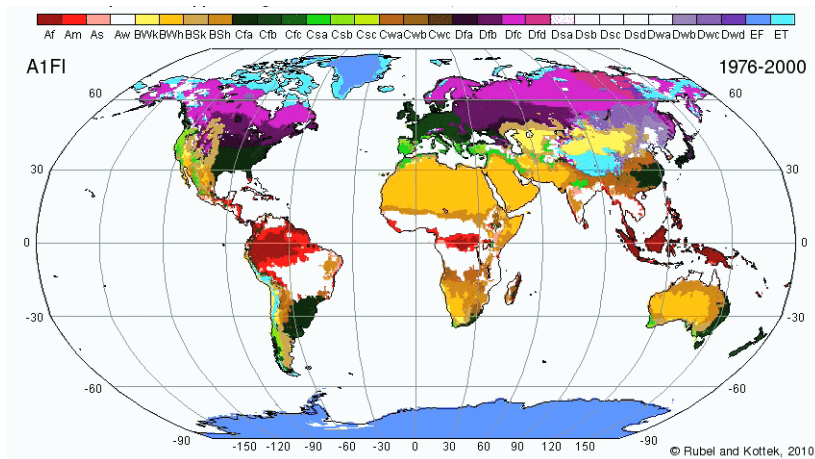 Af Am As Aw BWk BWh BSk BSh Cfa Cfb Cfc Csa Csb Csc Cwa Cwb Cwc Dfa Dfb Dfc Dfd Dsa Dsb Dsc Dsd Dwa Dwb Dwc Dwd EF ET
A1FI 1976-2000
60 60
30 30
0 0
-30 -30
-60 -60
-90 -150 -120 -90 -60 -30 0 30 60 90 120 150 -90
© Rubel and Kottek, 2010